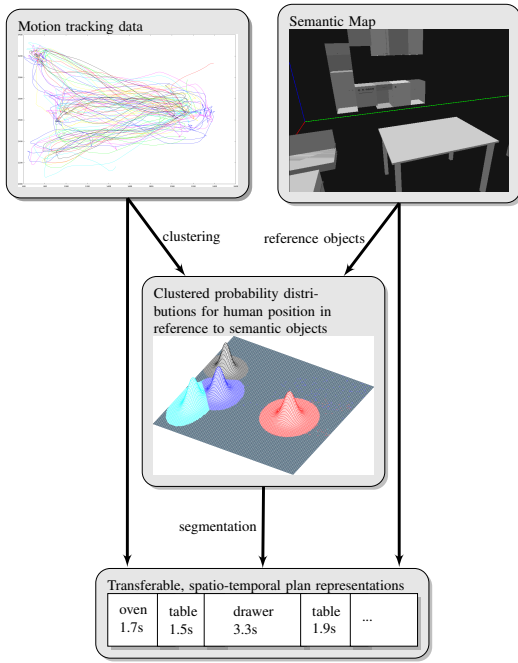 Motion tracking data
Semantic Map
clustering
reference objects
Clustered probability distri-
butions for human position in
reference to semantic objects
segmentation
Transferable, spatio-temporal plan representations
oven table drawer table ...
1.7s 1.5s 3.3s 1.9s